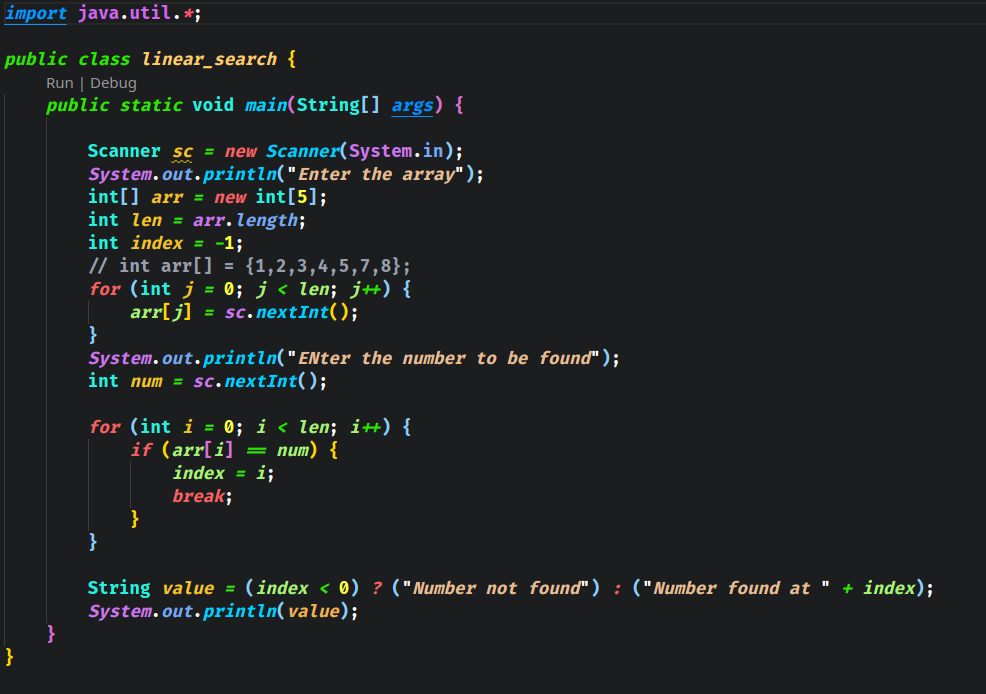 import java.util.*;
public class linear_search {
Run | Debug
public static void main(String[] args) {
Scanner sc = new Scanner(System.in);
System.out.println("Enter the array");
int[] arr = new int[5];
int len = arr.length;
int index = -1;
// int arr[] = {1,2,3,4,5,7,8};
for (int j = 0; j < len; j++) {
arr[j] = sc.nextInt();
}
System.out.println("ENter the number to be found");
int num = sc.nextInt();
for (int i = 0; i < len; i++) {
if (arr[i] == num) {
index = i;
break;
}
}
String value = (index < 0) ? ("Number not found") : ("Number found at " + index);
System.out.println(value);
}
}